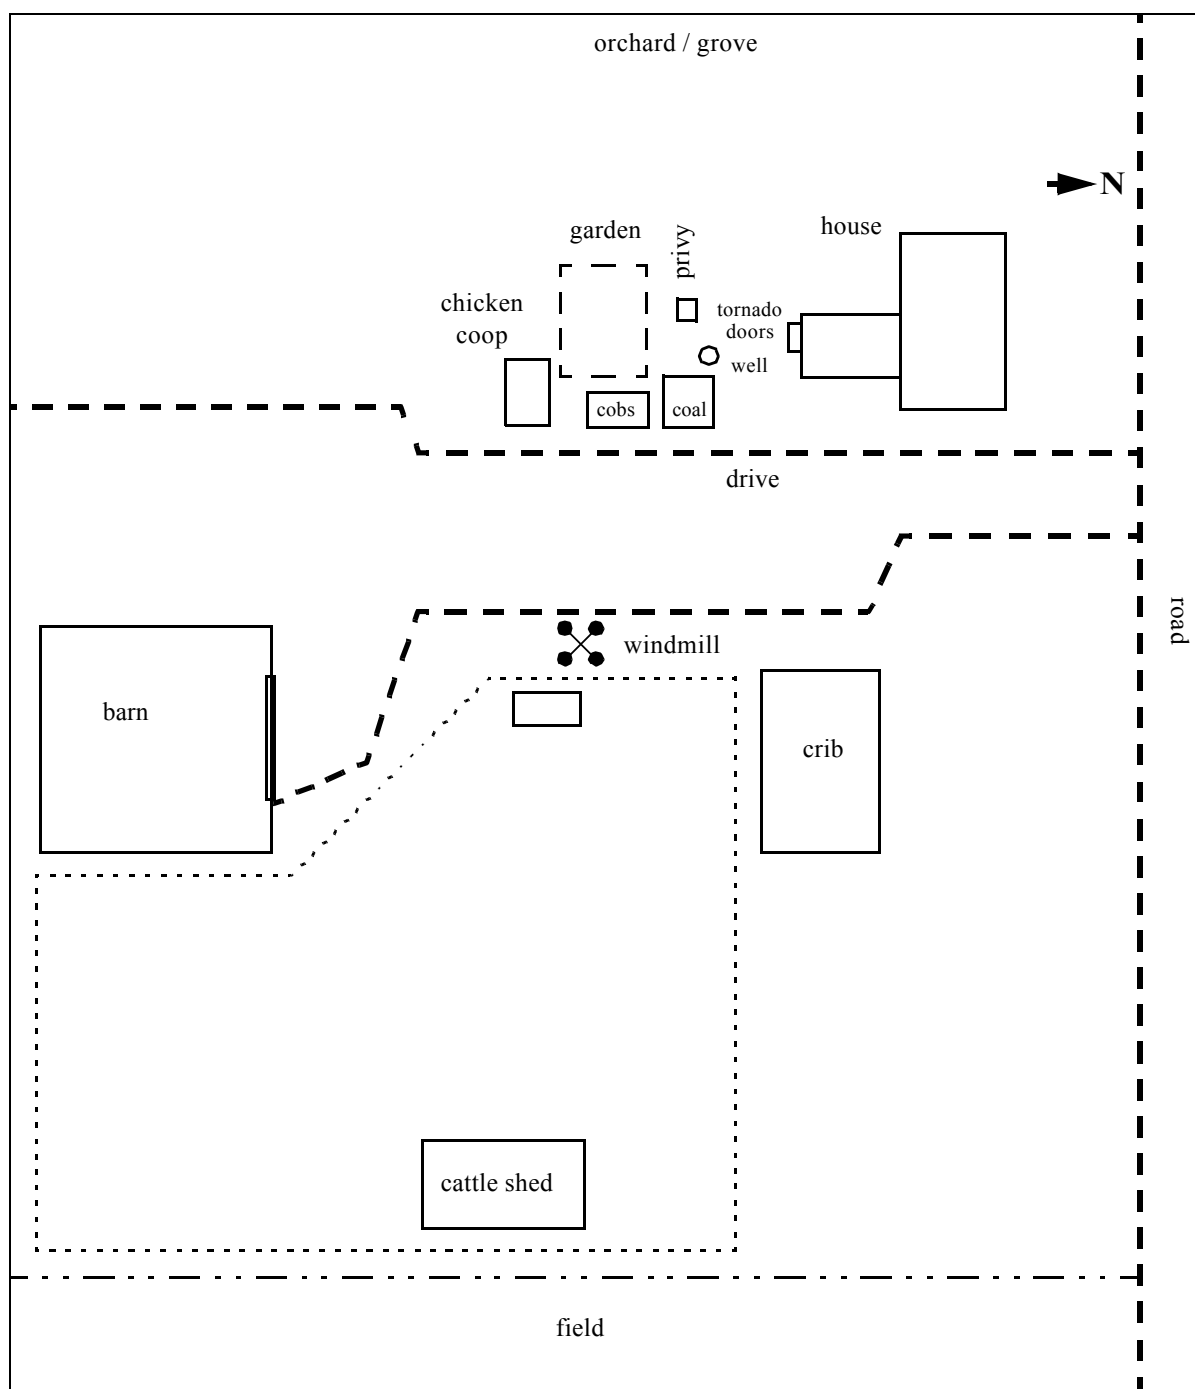 orchard / grove
N
house
garden
privy
chicken
coop
tornado
doors
well
cobs
coal
drive
road
windmill
barn
crib
cattle shed
field